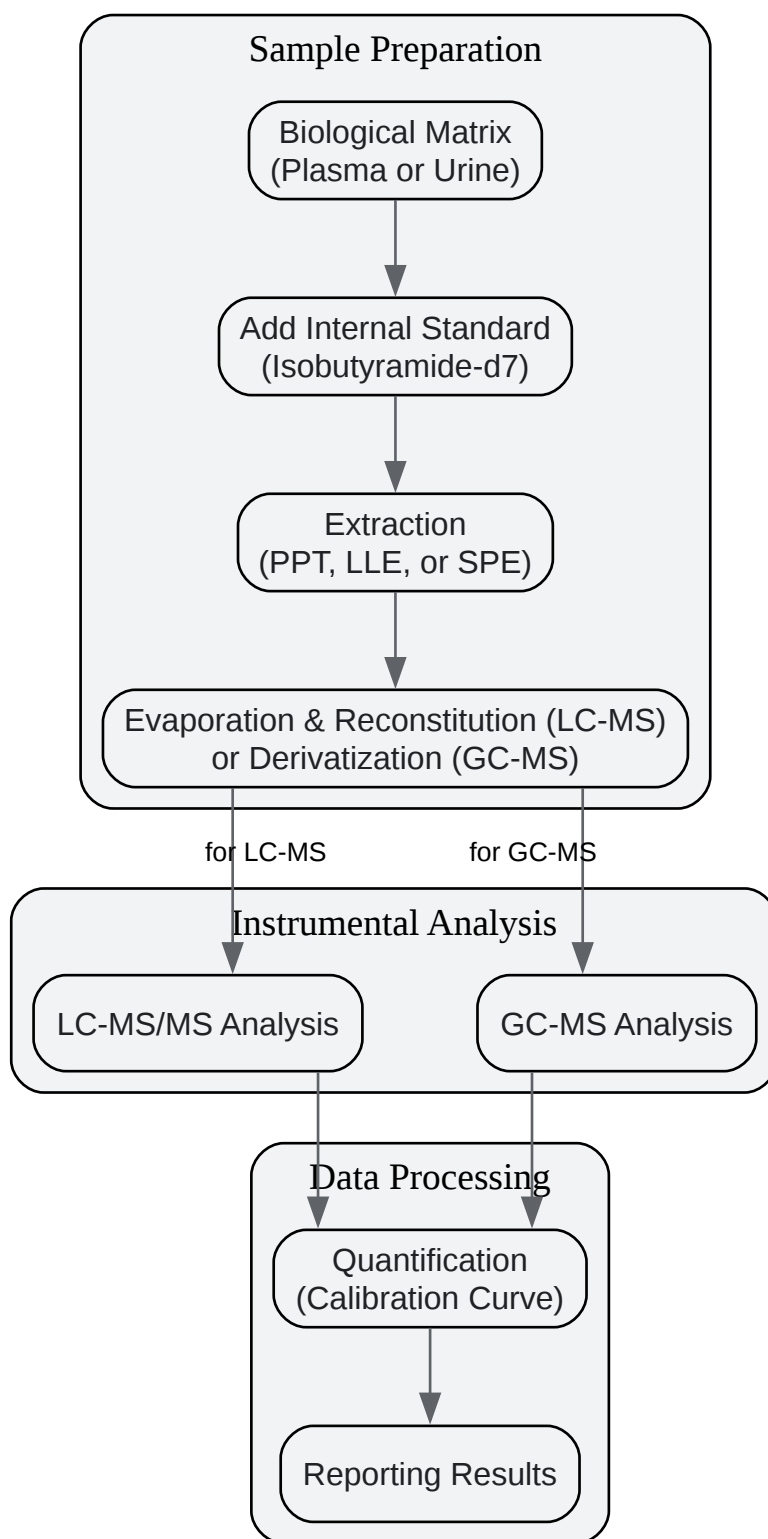 Sample Preparation
Biological Matrix
(Plasma or Urine)
Add Internal Standard
(Isobutyramide-d7)
Extraction
(PPT, LLE, or SPE)
Evaporation & Reconstitution (LC-MS)
or Derivatization (GC-MS)
for LC-MS
for GC-MS
Instrumental Analysis
LC-MS/MS Analysis
GC-MS Analysis
Data Processing
Quantification
(Calibration Curve)
Reporting Results